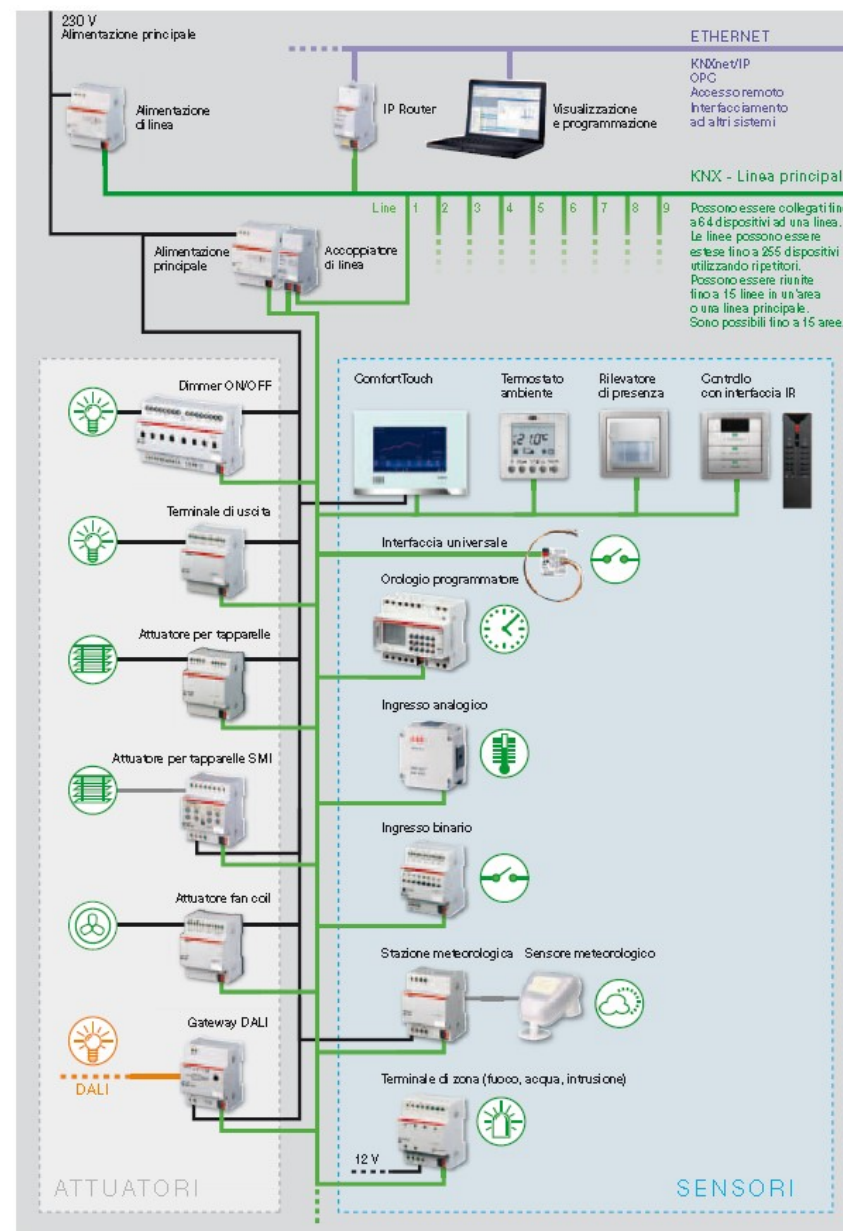 230 V
Alimentazione principale
ETHERNET
KNXnet/IP
OPC
Accesso remoto
Interfacciamento
ad altri sistemi
Alimentazione
di linea
IP Router
Visualizzazione
e programmazione
KNX - Linea principal
Line 1 2 3 4 5 6 7 8 9
Possono essere collegati fin
a 64 dispositivi ad una linea.
Le linee possono essere
estese fino a 255 dispositivi
utilizzando ripetitori.
Possono essere riunite
fino a 15 linee in un'area
o una linea principale.
Sono possibili fino a 15 aree
Alimentazione
principale
Accoppiatore
di linea
Dimmer ON/OFF
Terminale di uscita
Attuatore per tapparelle
Attuatore per tapparelle SMI
Attuatore fan coil
Gateway DALI
DALI
ATTUATORI
ComfortTouch
Termostato
ambiente
Rilevatore
di presenza
Controllo
con interfaccia IR
21.0°C
Interfaccia universale
Orologio programmatore
Ingresso analogico
Ingresso binario
Stazione meteorologica
Sensore meteorologico
Terminale di zona (fuoco, acqua, intrusione)
12 V
SENSORI